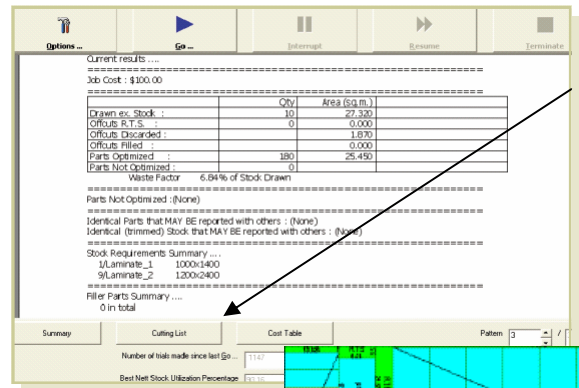 Options ... Go ... Interrupt Resume Terminate
Current results ....
Job Cost : $100.00
Qty Area (sq.m.)
Drawn ex. Stock : 10 27.320
Offcuts R.T.S. : 0 0.000
Offcuts Discarded : 1.870
Offcuts Filled : 0.000
Parts Optimized : 180 25.450
Parts Not Optimized : 0
Waste Factor 6.84% of Stock Drawn
Parts Not Optimized :(None)
Identical Parts that MAY BE reported with others : (None)
Identical (trimmed) Stock that MAY BE reported with others : (None)
Stock Requirements Summary ....
1/Laminate_1 1000x1400
9/Laminate_2 1200x2400
Filler Parts Summary ....
0 in total
Summary Cutting List Cost Table Pattern 3 /
Number of trials made since last Go ... 1147
Best Nett Stock Utilization Percentage 93.16